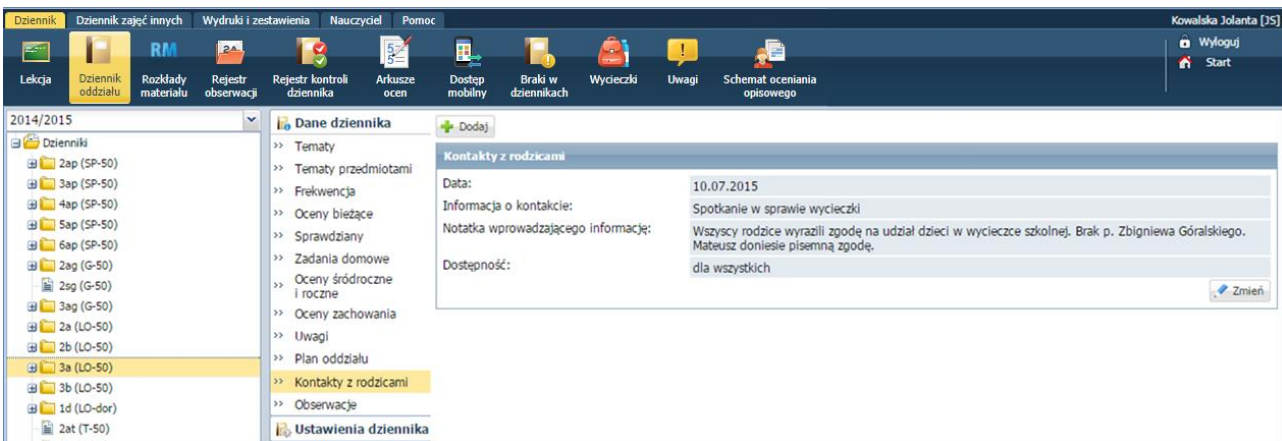 Dziennik Dziennik zajęć innych Wydruki i zestawienia Nauczyciel Pomoc Kowalska Jolanta [JS]
Lekcja
Dziennik oddziału
RM
Rozkłady materiału
Rejestr obserwacji
Rejestr kontroli dziennika
Arkusze ocen
Dostęp mobilny
Braki w dziennikach
Wycieczki
Uwagi
Schemat oceniania opisowego
Wyloguj
Start
2014/2015
Dzienniki
2ap (SP-50)
3ap (SP-50)
4ap (SP-50)
5ap (SP-50)
6ap (SP-50)
2ag (G-50)
2sg (G-50)
3ag (G-50)
2a (LO-50)
2b (LO-50)
3a (LO-50)
3b (LO-50)
1d (LO-dor)
2at (T-50)
Dane dziennika
Tematy
Tematy przedmiotami
Frekwencja
Oceny bieżące
Sprawdziany
Zadania domowe
Oceny śródroczne
i roczne
Oceny zachowania
Uwagi
Plan oddziału
Kontakty z rodzicami
Obserwacje
Ustawienia dziennika
Dodaj
Kontakty z rodzicami
Data: 10.07.2015
Informacja o kontakcie: Spotkanie w sprawie wycieczki
Notatka wprowadzającego informację: Wszyscy rodzice wyrazili zgodę na udział dzieci w wycieczce szkolnej. Brak p. Zbigniewa Góralskiego.
Mateusz doniesie pisemną zgodę.
Dostępność: dla wszystkich
Zmień